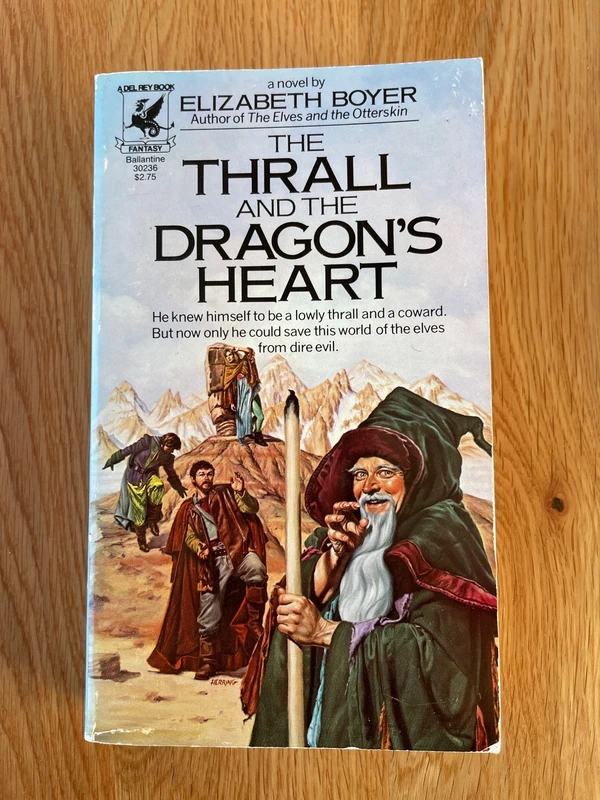 A DEL REY BOOK
FANTASY
Ballantine
30236
$2.75
a novel by
ELIZABETH BOYER
Author of The Elves and the Otterskin
THE
THRALL
AND THE
DRAGON'S
HEART
He knew himself to be a lowly thrall and a coward.
But now only he could save this world of the elves
from dire evil.
HERRING